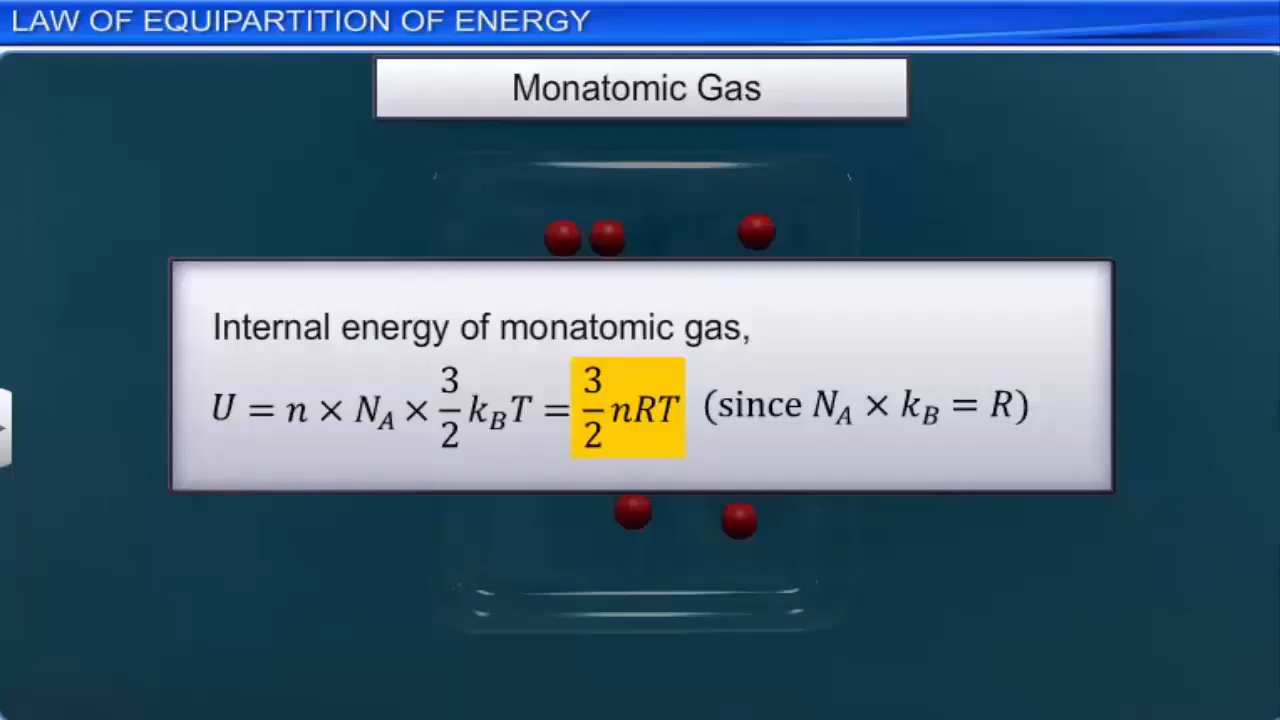 LAW OF EQUIPARTITION OF ENERGY
Monatomic Gas
Internal energy of monatomic gas,
U = n × N_A × 3/2 k_B T = 3/2 nRT (since N_A × k_B = R)